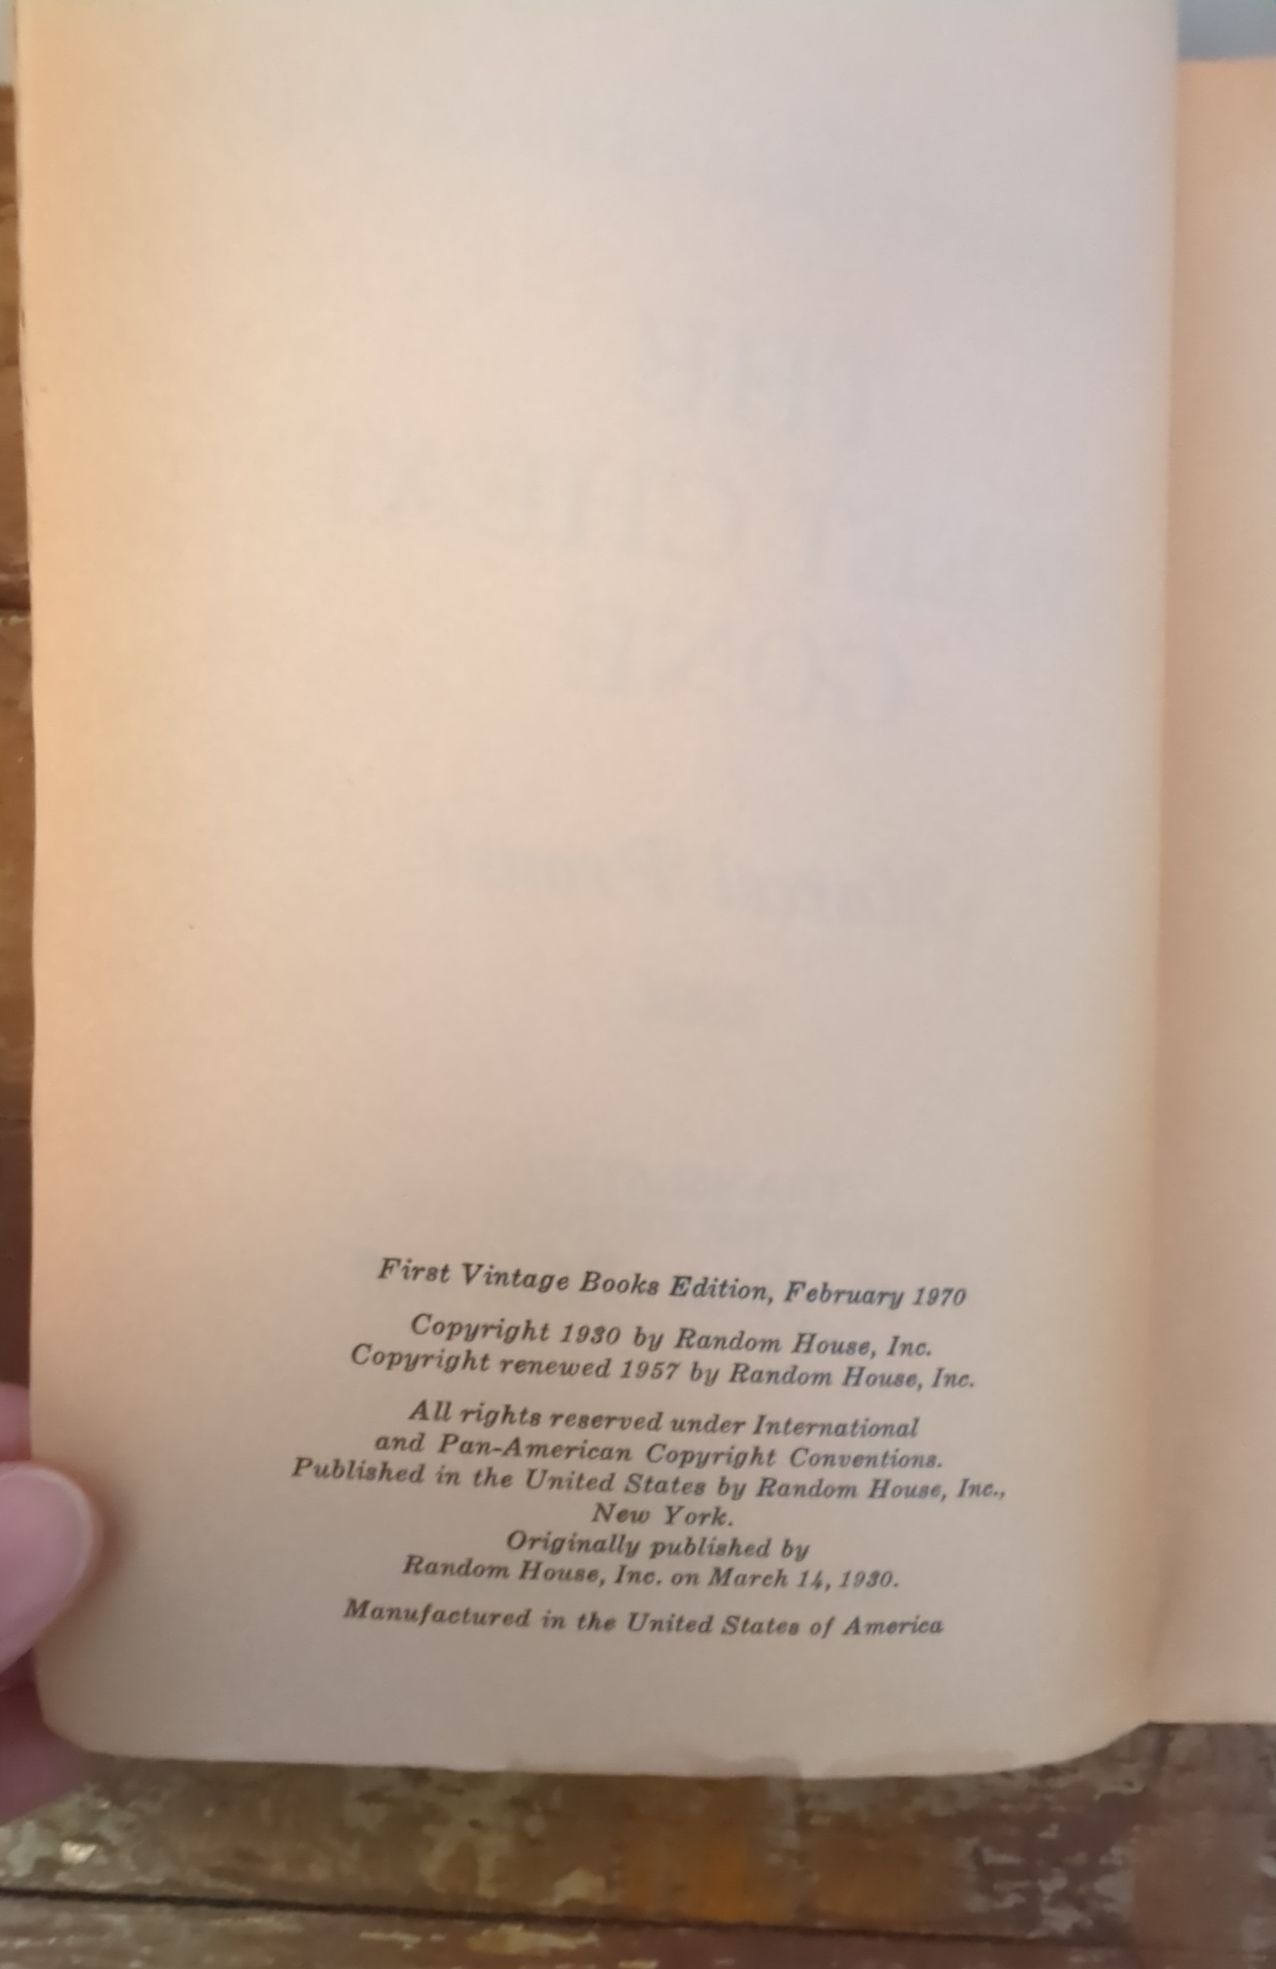 First Vintage Books Edition, February 1970
Copyright 1930 by Random House, Inc.
Copyright renewed 1957 by Random House, Inc.
All rights reserved under International
and Pan-American Copyright Conventions.
Published in the United States by Random House, Inc.,
New York.
Originally published by
Random House, Inc. on March 14, 1930.
Manufactured in the United States of America